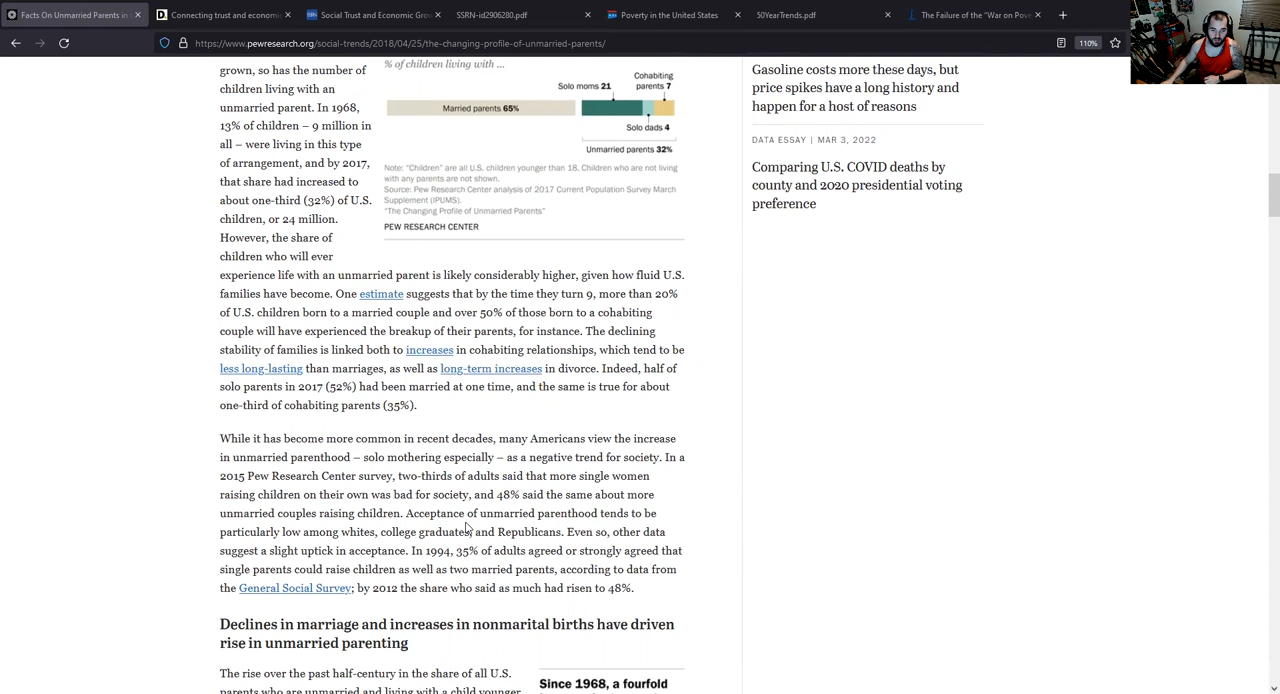 Facts On Unmarried Parents in
Connecting trust and economi
Social Trust and Economic Gro
SSRN-id2906280.pdf
Poverty in the United States
50YearTrends.pdf
The Failure of the “War on Pov
https://www.pewresearch.org/social-trends/2018/04/25/the-changing-profile-of-unmarried-parents/
110%
grown, so has the number of
children living with an
unmarried parent. In 1968,
13% of children – 9 million in
all – were living in this type
of arrangement, and by 2017,
that share had increased to
about one-third (32%) of U.S.
children, or 24 million.
However, the share of
children who will ever
% of children living with ...
Cohabiting
Solo moms 21
parents 7
Married parents 65%
Solo dads 4
Unmarried parents 32%
Note: “Children” are all U.S. children younger than 18. Children who are not living
with any parents are not shown.
Source: Pew Research Center analysis of 2017 Current Population Survey March
Supplement (IPUMS).
“The Changing Profile of Unmarried Parents”
PEW RESEARCH CENTER
experience life with an unmarried parent is likely considerably higher, given how fluid U.S.
families have become. One estimate suggests that by the time they turn 9, more than 20%
of U.S. children born to a married couple and over 50% of those born to a cohabiting
couple will have experienced the breakup of their parents, for instance. The declining
stability of families is linked both to increases in cohabiting relationships, which tend to be
less long-lasting than marriages, as well as long-term increases in divorce. Indeed, half of
solo parents in 2017 (52%) had been married at one time, and the same is true for about
one-third of cohabiting parents (35%).
While it has become more common in recent decades, many Americans view the increase
in unmarried parenthood – solo mothering especially – as a negative trend for society. In a
2015 Pew Research Center survey, two-thirds of adults said that more single women
raising children on their own was bad for society, and 48% said the same about more
unmarried couples raising children. Acceptance of unmarried parenthood tends to be
particularly low among whites, college graduates and Republicans. Even so, other data
suggest a slight uptick in acceptance. In 1994, 35% of adults agreed or strongly agreed that
single parents could raise children as well as two married parents, according to data from
the General Social Survey; by 2012 the share who said as much had risen to 48%.
Declines in marriage and increases in nonmarital births have driven
rise in unmarried parenting
The rise over the past half-century in the share of all U.S.
parents who are unmarried and living with a child younger
Since 1968, a fourfold
Gasoline costs more these days, but
price spikes have a long history and
happen for a host of reasons
DATA ESSAY | MAR 3, 2022
Comparing U.S. COVID deaths by
county and 2020 presidential voting
preference